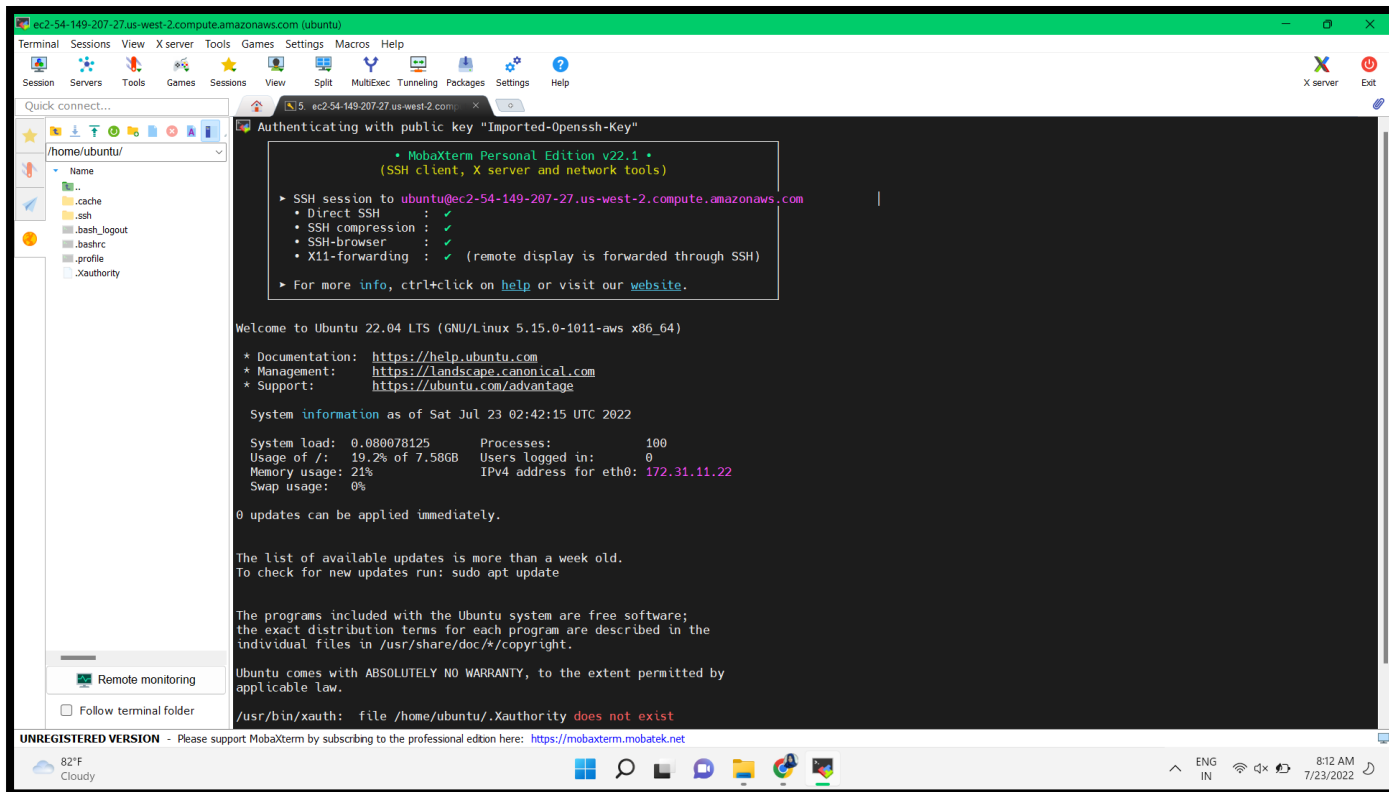 ec2-54-149-207-27.us-west-2.compute.amazonaws.com (ubuntu)
Terminal Sessions View X server Tools Games Settings Macros Help
Session Servers Tools Games Sessions View Split MultiExec Tunneling Packages Settings Help X server Exit
Quick connect...
5. ec2-54-149-207-27.us-west-2.comp
/home/ubuntu/
Name
..
.cache
.ssh
.bash_logout
.bashrc
.profile
.Xauthority
Remote monitoring
Follow terminal folder
Authenticating with public key "Imported-Openssh-Key"
• MobaXterm Personal Edition v22.1 •
(SSH client, X server and network tools)
➤ SSH session to ubuntu@ec2-54-149-207-27.us-west-2.compute.amazonaws.com
• Direct SSH : ✔
• SSH compression : ✔
• SSH-browser : ✔
• X11-forwarding : ✔ (remote display is forwarded through SSH)
➤ For more info, ctrl+click on help or visit our website.
Welcome to Ubuntu 22.04 LTS (GNU/Linux 5.15.0-1011-aws x86_64)
* Documentation: https://help.ubuntu.com
* Management: https://landscape.canonical.com
* Support: https://ubuntu.com/advantage
System information as of Sat Jul 23 02:42:15 UTC 2022
System load: 0.080078125 Processes: 100
Usage of /: 19.2% of 7.58GB Users logged in: 0
Memory usage: 21% IPv4 address for eth0: 172.31.11.22
Swap usage: 0%
0 updates can be applied immediately.
The list of available updates is more than a week old.
To check for new updates run: sudo apt update
The programs included with the Ubuntu system are free software;
the exact distribution terms for each program are described in the
individual files in /usr/share/doc/*/copyright.
Ubuntu comes with ABSOLUTELY NO WARRANTY, to the extent permitted by
applicable law.
/usr/bin/xauth: file /home/ubuntu/.Xauthority does not exist
UNREGISTERED VERSION - Please support MobaXterm by subscribing to the professional edition here: https://mobaxterm.mobatek.net
82°F
Cloudy
ENG
IN
8:12 AM
7/23/2022